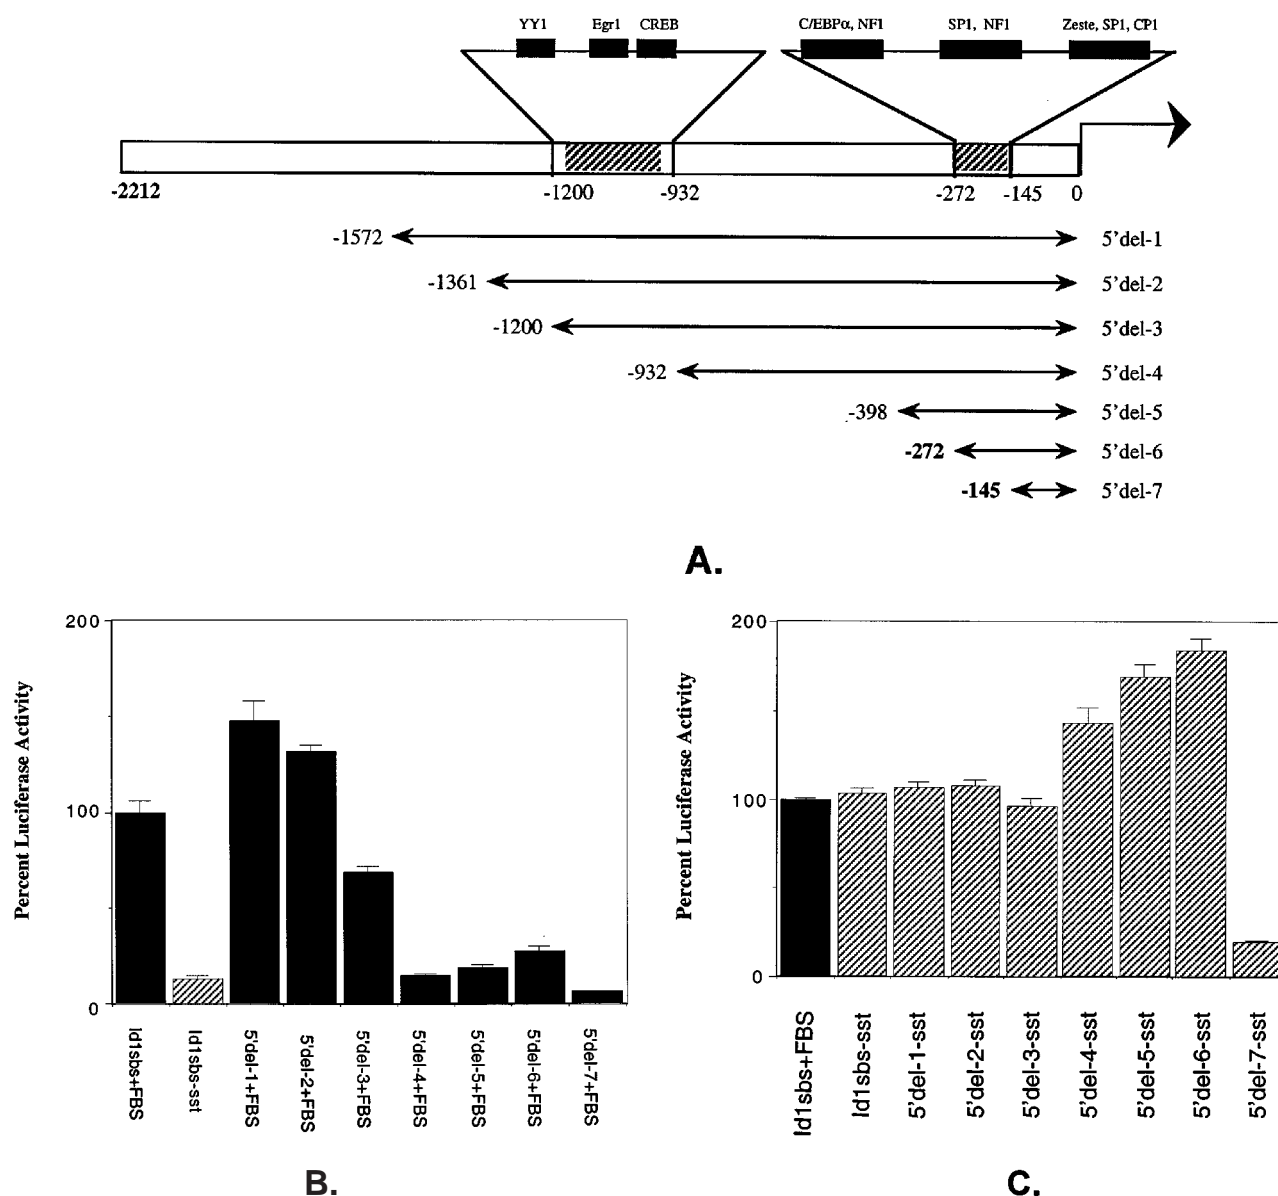 YY1 Egr1 CREB C/EBPα, NF1 SP1, NF1 Zeste, SP1, CP1
-2212 -1200 -932 -272 -145 0
-1572 5'del-1
-1361 5'del-2
-1200 5'del-3
-932 5'del-4
-398 5'del-5
-272 5'del-6
-145 5'del-7
A.
Percent Luciferase Activity
200
100
0
Id1sbs+FBS
Id1sbs-sst
5'del-1+FBS
5'del-2+FBS
5'del-3+FBS
5'del-4+FBS
5'del-5+FBS
5'del-6+FBS
5'del-7+FBS
B.
Percent Luciferase Activity
200
100
0
Id1sbs+FBS
Id1sbs-sst
5'del-1-sst
5'del-2-sst
5'del-3-sst
5'del-4-sst
5'del-5-sst
5'del-6-sst
5'del-7-sst
C.